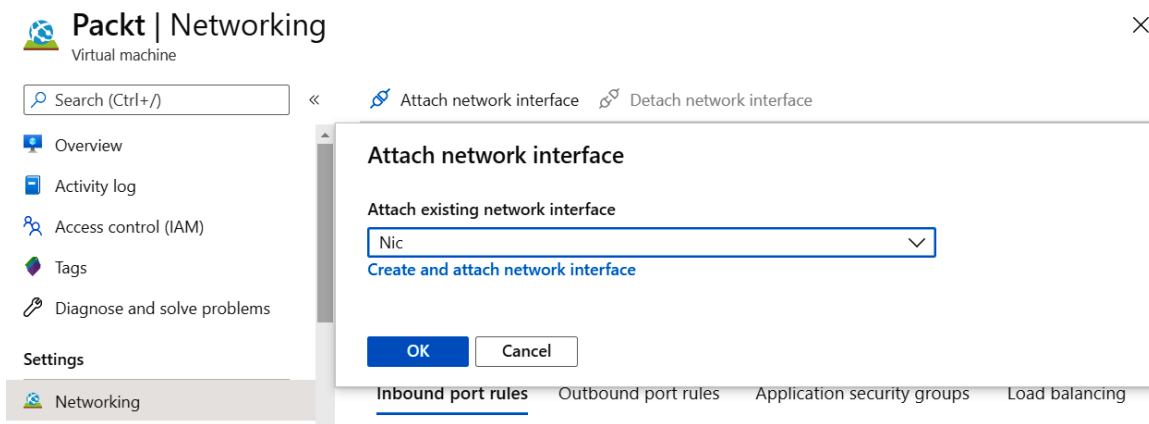 Packt | Networking
Virtual machine
Search (Ctrl+/)
«
Attach network interface
Detach network interface
Overview
Activity log
Access control (IAM)
Tags
Diagnose and solve problems
Settings
Networking
Attach network interface
Attach existing network interface
Nic
Create and attach network interface
OK
Cancel
Inbound port rules
Outbound port rules
Application security groups
Load balancing